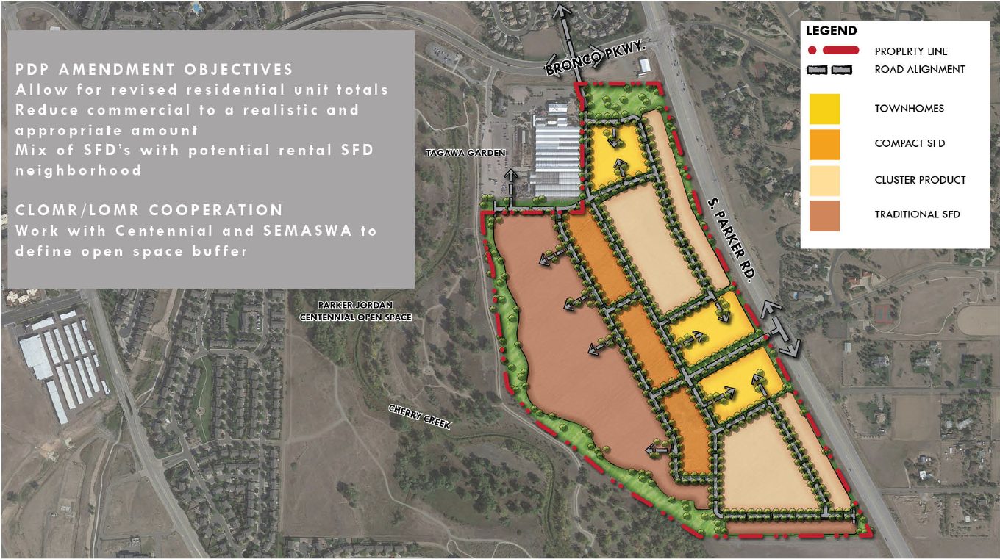 PDP AMENDMENT OBJECTIVES
Allow for revised residential unit totals
Reduce commercial to a realistic and
appropriate amount
Mix of SFD's with potential rental SFD
neighborhood
CLOMR/LOMR COOPERATION
Work with Centennial and SEMASWA to
define open space buffer
BRONCO PKWY.
TAGAWA GARDEN
S. PARKER RD.
PARKER JORDAN
CENTENNIAL OPEN SPACE
CHERRY CREEK
LEGEND
PROPERTY LINE
ROAD ALIGNMENT
TOWNHOMES
COMPACT SFD
CLUSTER PRODUCT
TRADITIONAL SFD